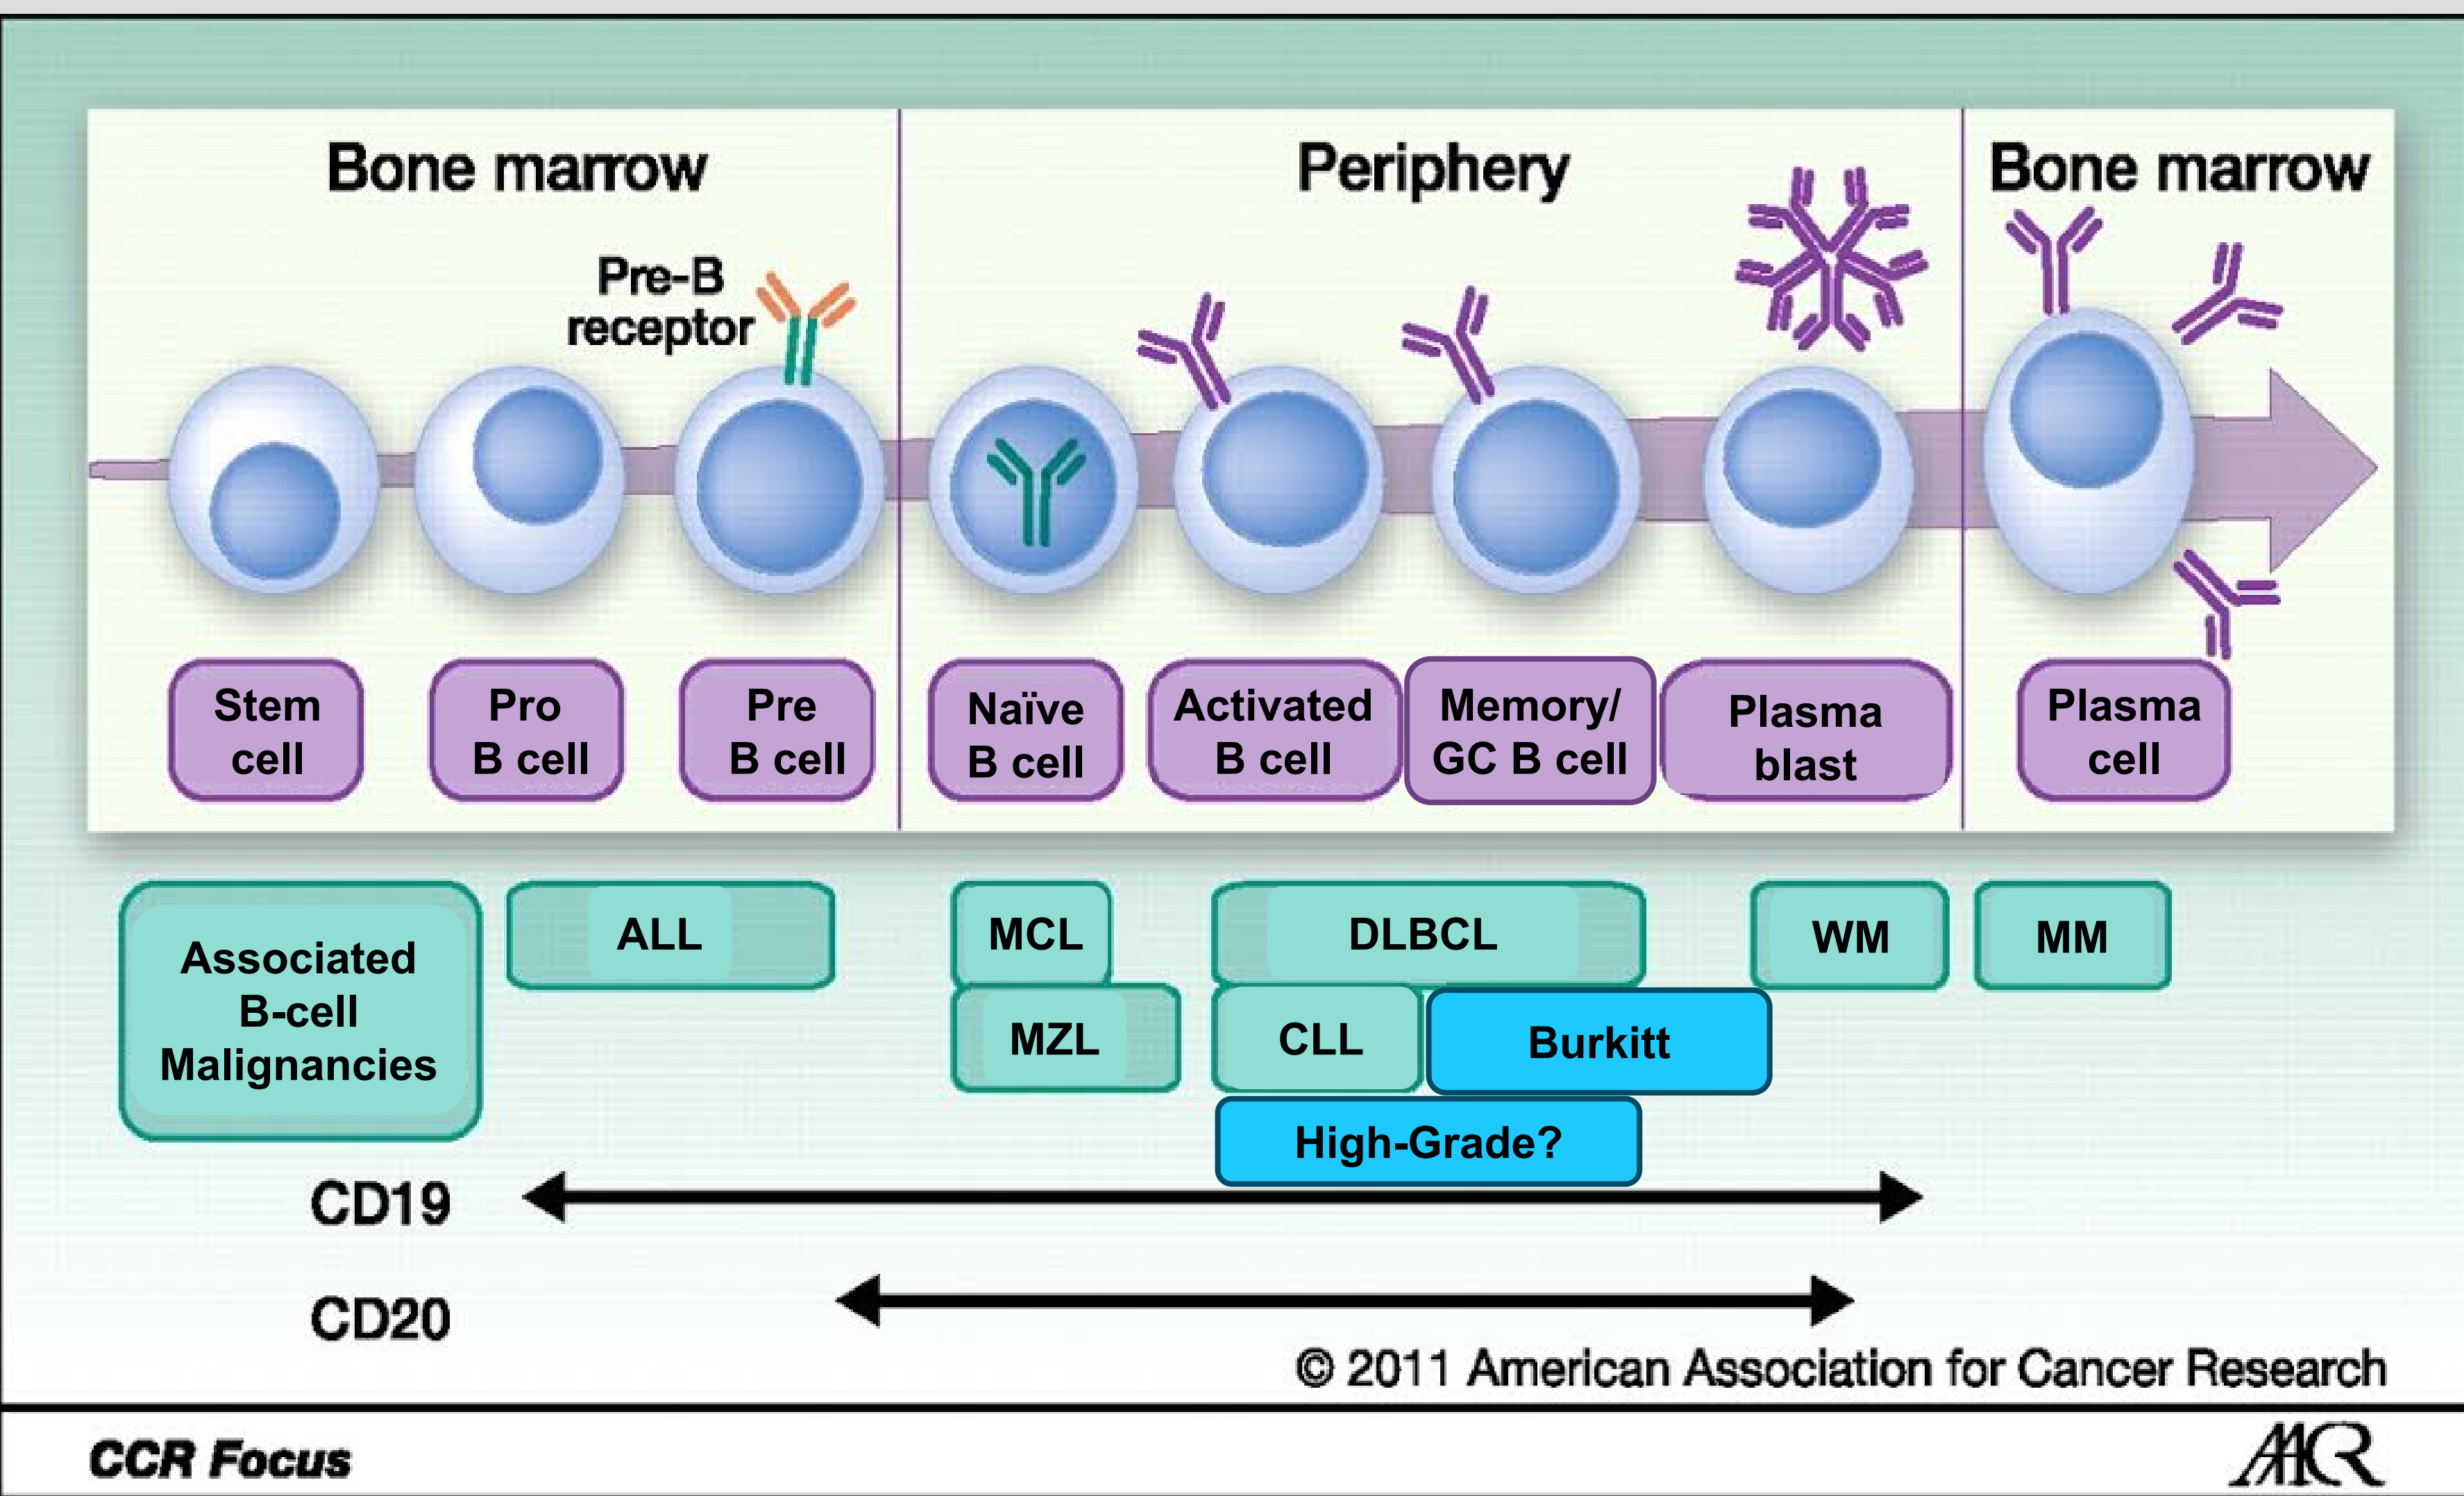 Bone marrow
Periphery
Bone marrow
Pre-B
receptor
Stem
cell
Pro
B cell
Pre
B cell
Naïve
B cell
Activated
B cell
Memory/
GC B cell
Plasma
blast
Plasma
cell
Associated
B-cell
Malignancies
ALL
MCL
DLBCL
WM
MM
MZL
CLL
Burkitt
High-Grade?
CD19
CD20
© 2011 American Association for Cancer Research
CCR Focus
AACR